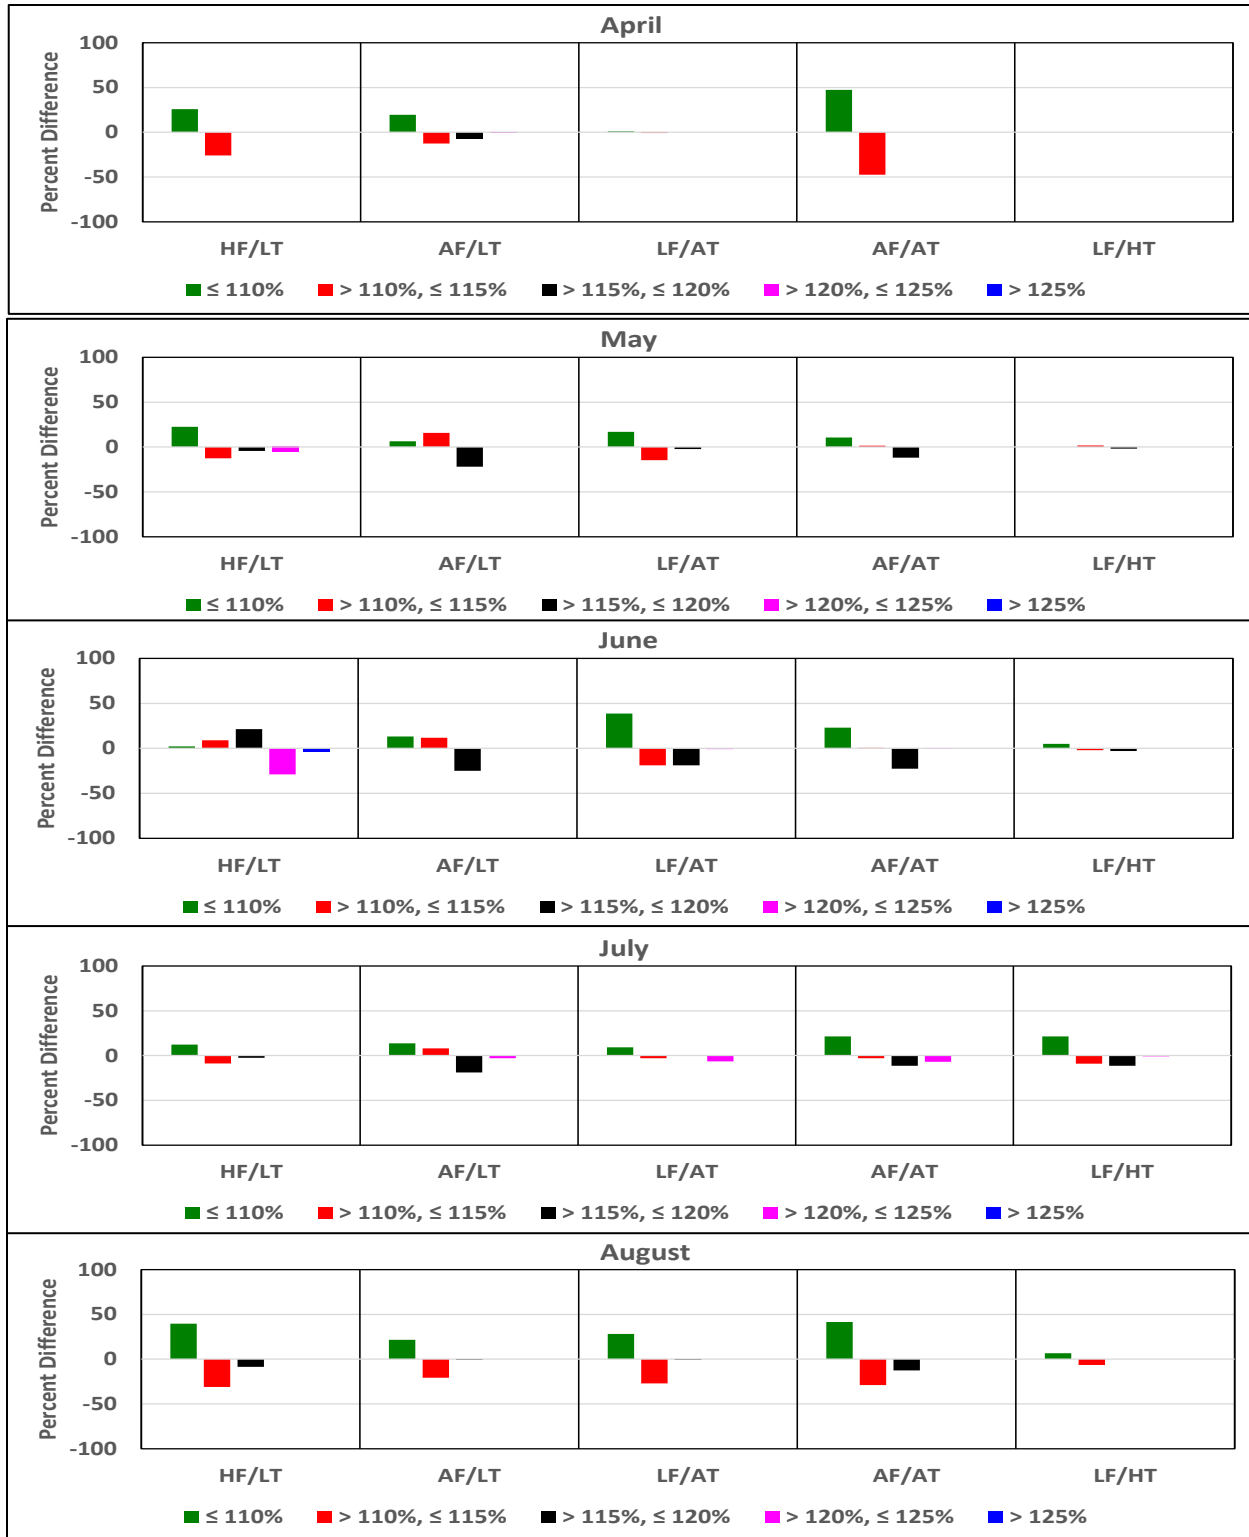 April
Percent Difference
100
50
0
-50
-100
HF/LT AF/LT LF/AT AF/AT LF/HT
≤ 110% > 110%, ≤ 115% > 115%, ≤ 120% > 120%, ≤ 125% > 125%
May
Percent Difference
100
50
0
-50
-100
HF/LT AF/LT LF/AT AF/AT LF/HT
≤ 110% > 110%, ≤ 115% > 115%, ≤ 120% > 120%, ≤ 125% > 125%
June
Percent Difference
100
50
0
-50
-100
HF/LT AF/LT LF/AT AF/AT LF/HT
≤ 110% > 110%, ≤ 115% > 115%, ≤ 120% > 120%, ≤ 125% > 125%
July
Percent Difference
100
50
0
-50
-100
HF/LT AF/LT LF/AT AF/AT LF/HT
≤ 110% > 110%, ≤ 115% > 115%, ≤ 120% > 120%, ≤ 125% > 125%
August
Percent Difference
100
50
0
-50
-100
HF/LT AF/LT LF/AT AF/AT LF/HT
≤ 110% > 110%, ≤ 115% > 115%, ≤ 120% > 120%, ≤ 125% > 125%